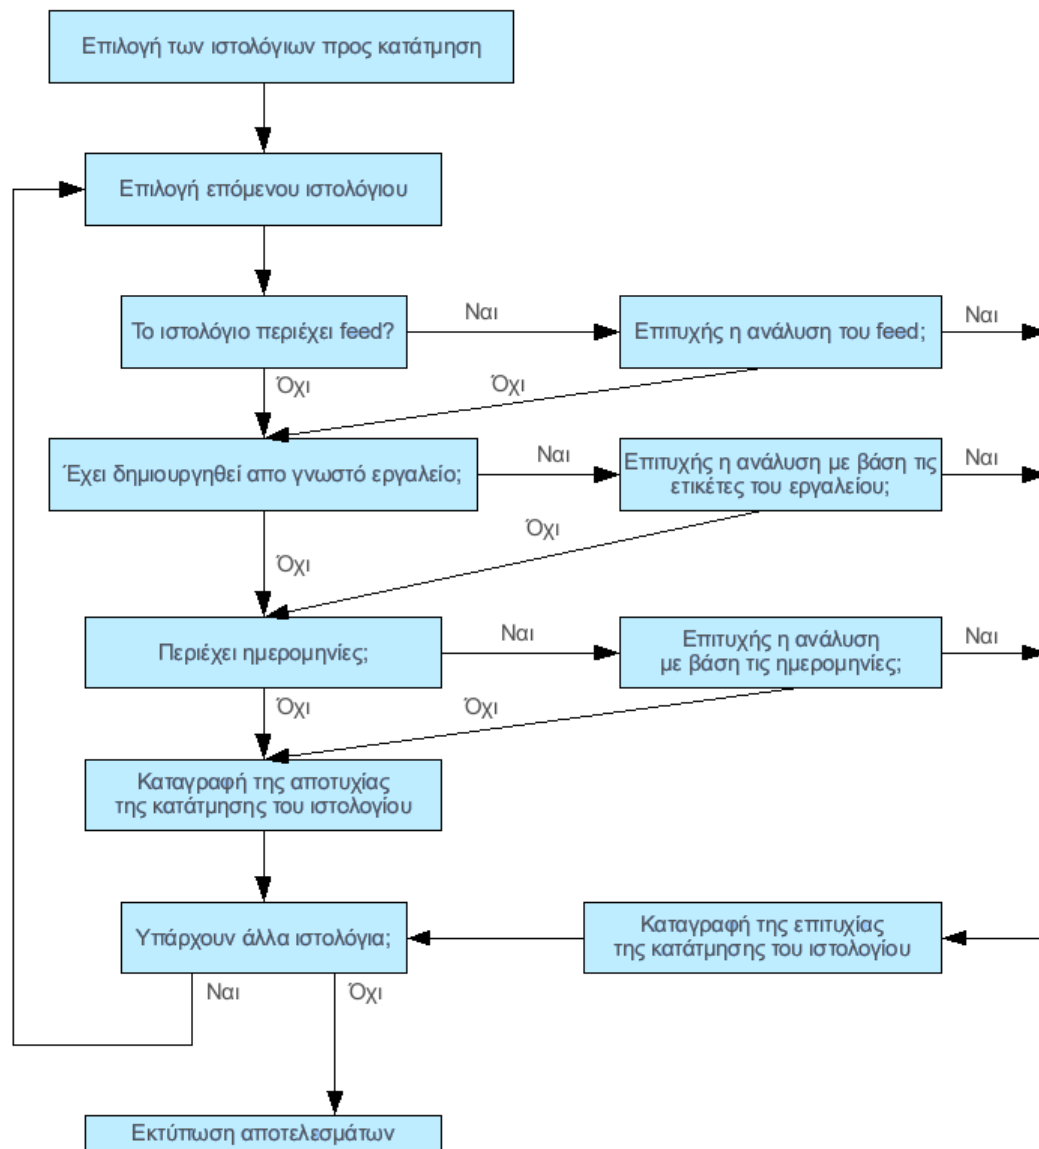 Επιλογή των ιστολόγιων προς κατάτμηση
Επιλογή επόμενου ιστολόγιου
Το ιστολόγιο περιέχει feed?
Ναι
Επιτυχής η ανάλυση του feed;
Ναι
Όχι
Όχι
Έχει δημιουργηθεί απο γνωστό εργαλείο;
Ναι
Επιτυχής η ανάλυση με βάση τις
ετικέτες του εργαλείου;
Ναι
Όχι
Όχι
Περιέχει ημερομηνίες;
Ναι
Επιτυχής η ανάλυση
με βάση τις ημερομηνίες;
Ναι
Όχι
Όχι
Καταγραφή της αποτυχίας
της κατάτμησης του ιστολογίου
Υπάρχουν άλλα ιστολόγια;
Καταγραφή της επιτυχίας
της κατάτμησης του ιστολογίου
Ναι
Όχι
Εκτύπωση αποτελεσμάτων